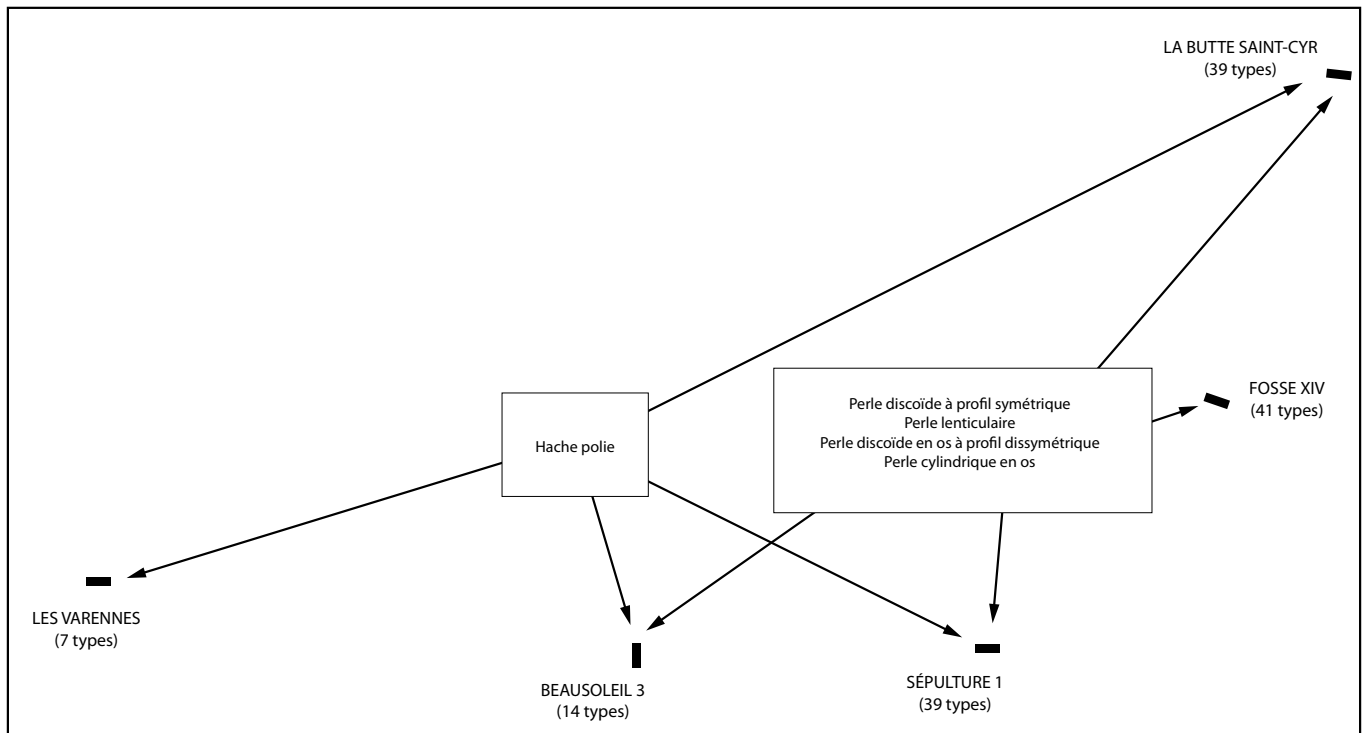 LA BUTTE SAINT-CYR
(39 types)
Perle discoïde à profil symétrique
Perle lenticulaire
Perle discoïde en os à profil dissymétrique
Perle cylindrique en os
FOSSE XIV
(41 types)
Hache polie
LES VARENNES
(7 types)
BEAUSOLEIL 3
(14 types)
SÉPULTURE 1
(39 types)